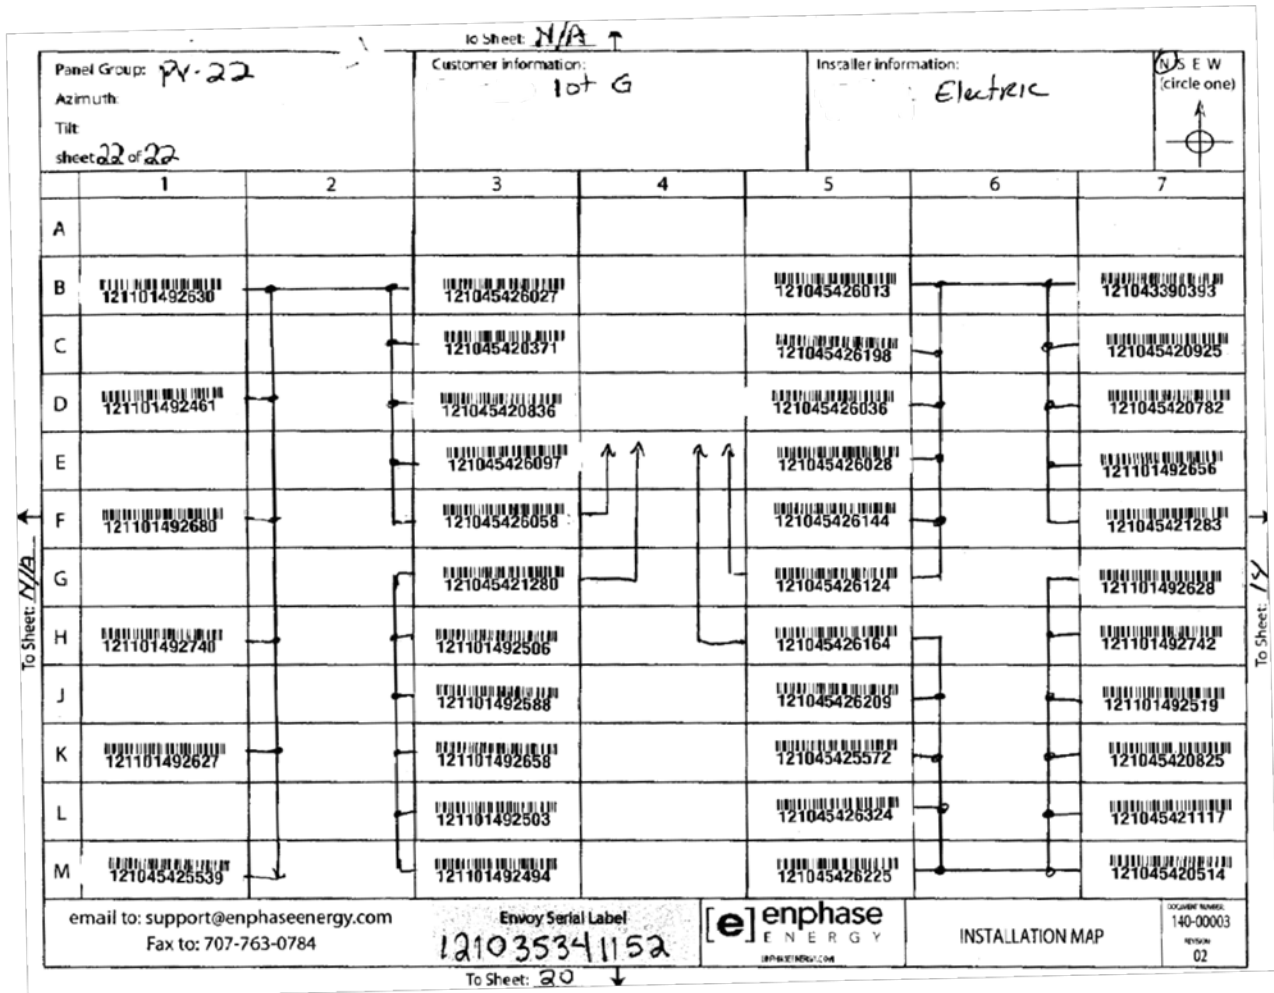 To Sheet: N/A
Panel Group: PV-22
Azimuth:
Tilt
sheet 22 of 22
Customer information:
lot G
Installer information:
Electric
N S E W
(circle one)
1 2 3 4 5 6 7
A
B 121101492630 121045426027 121045426013 121043390393
C 121045420371 121045426198 121045420925
D 121101492461 121045420836 121045426036 121045420782
E 121045426097 121045426028 121101492656
F 121101492680 121045426058 121045426144 121045421283
G 121045421280 121045426124 121101492628
H 121101492740 121101492506 121045426164 121101492742
J 121101492588 121045426209 121101492519
K 121101492627 121101492658 121045425572 121045420825
L 121101492503 121045426324 121045421117
M 121045425539 121101492494 121045426225 121045420514
To Sheet: N/A
To Sheet: 14
email to: support@enphaseenergy.com
Fax to: 707-763-0784
Envoy Serial Label
121035341152
[e] enphase
ENERGY
ENPHASEENERGY.COM
INSTALLATION MAP
DOCUMENT NUMBER:
140-00003
REVISION
02
To Sheet: 20